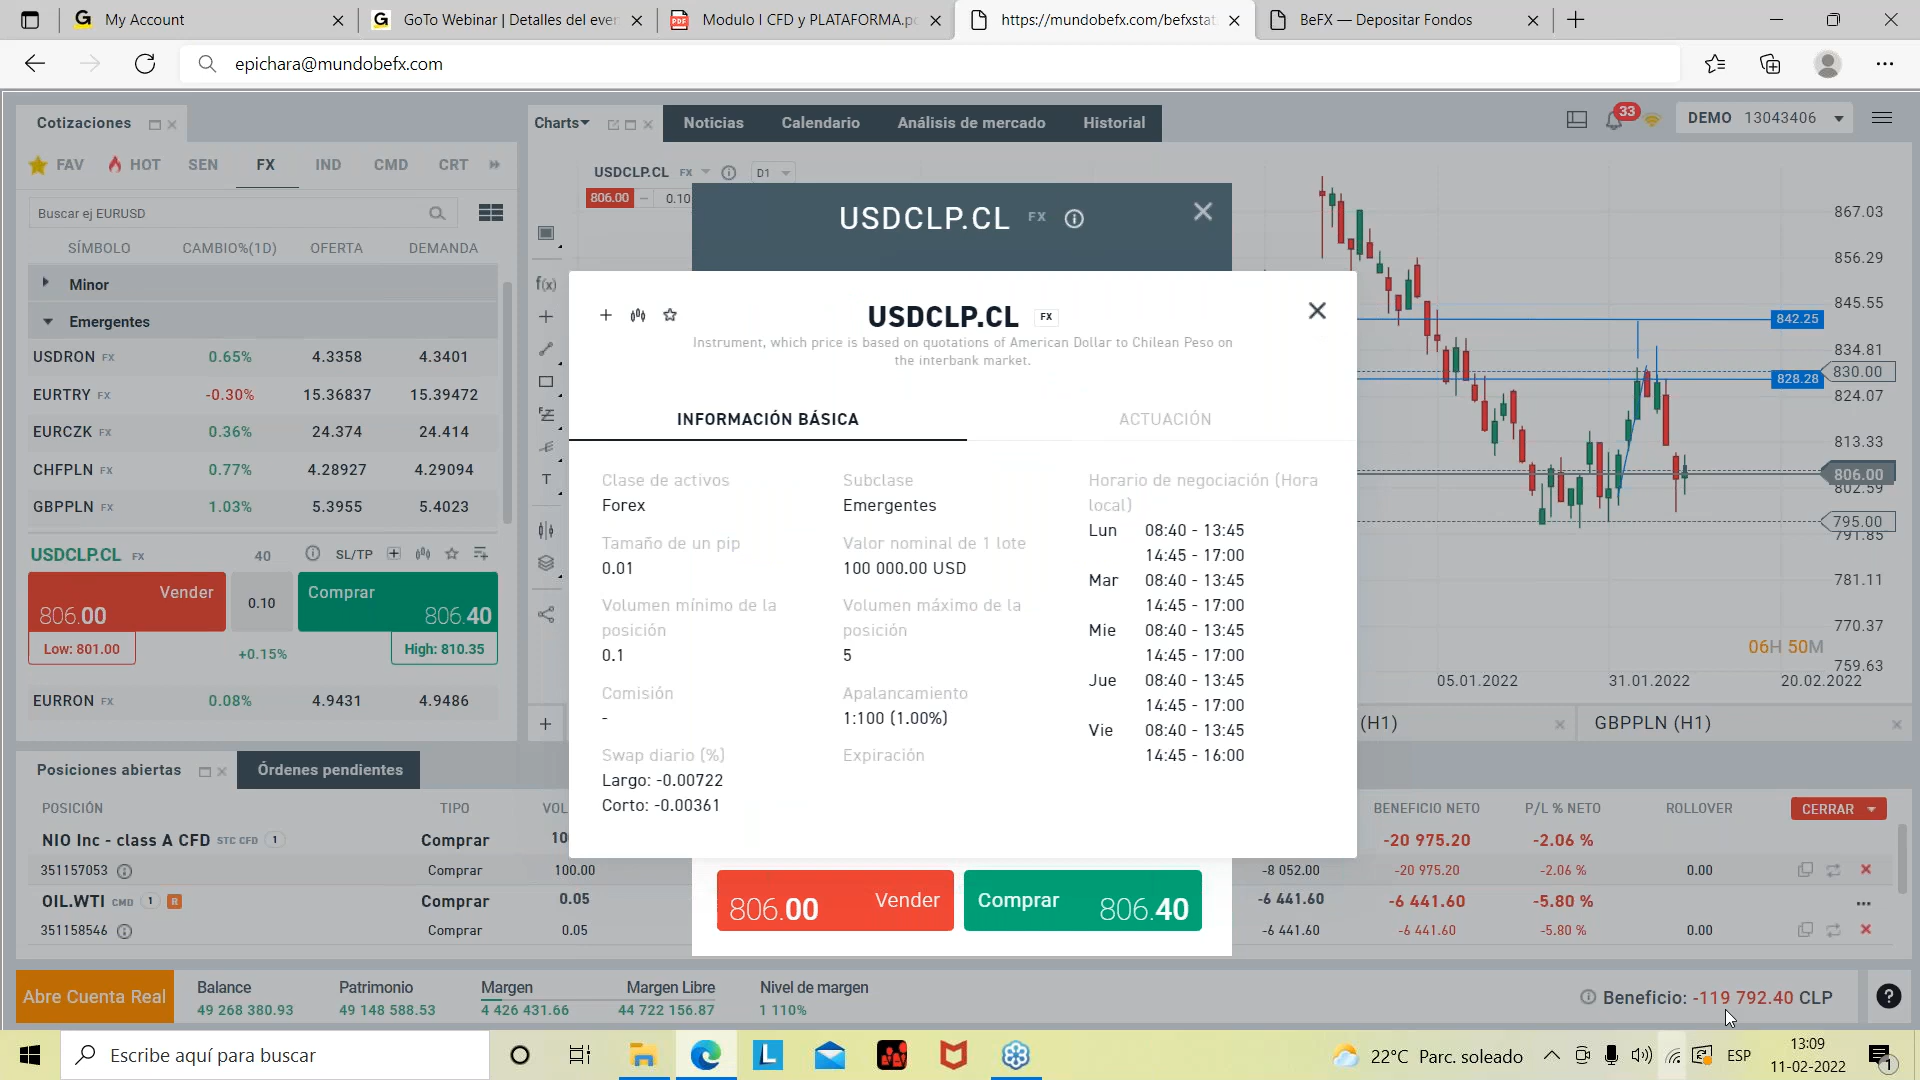 My Account
GoTo Webinar | Detalles del eve
Modulo I CFD y PLATAFORMA.p
https://mundobefx.com/befxstat
BeFX — Depositar Fondos
epichara@mundobefx.com
Cotizaciones
Charts
Noticias
Calendario
Análisis de mercado
Historial
33
DEMO 13043406
FAV HOT SEN FX IND CMD CRT
Buscar ej EURUSD
SÍMBOLO CAMBIO%(1D) OFERTA DEMANDA
Minor
Emergentes
USDRON FX 0.65% 4.3358 4.3401
EURTRY FX -0.30% 15.36837 15.39472
EURCZK FX 0.36% 24.374 24.414
CHFPLN FX 0.77% 4.28927 4.29094
GBPPLN FX 1.03% 5.3955 5.4023
USDCLP.CL FX 40 SL/TP
Vender 806.00
0.10
Comprar 806.40
Low: 801.00
+0.15%
High: 810.35
EURRON FX 0.08% 4.9431 4.9486
USDCLP.CL FX D1
806.00 0.10
f(x)
T
USDCLP.CL FX
USDCLP.CL FX
Instrument, which price is based on quotations of American Dollar to Chilean Peso on
the interbank market.
INFORMACIÓN BÁSICA
ACTUACIÓN
Clase de activos
Forex
Tamaño de un pip
0.01
Volumen mínimo de la
posición
0.1
Comisión
-
Swap diario (%)
Largo: -0.00722
Corto: -0.00361
Subclase
Emergentes
Valor nominal de 1 lote
100 000.00 USD
Volumen máximo de la
posición
5
Apalancamiento
1:100 (1.00%)
Expiración
Horario de negociación (Hora
local)
Lun 08:40 - 13:45
14:45 - 17:00
Mar 08:40 - 13:45
14:45 - 17:00
Mie 08:40 - 13:45
14:45 - 17:00
Jue 08:40 - 13:45
14:45 - 17:00
Vie 08:40 - 13:45
14:45 - 16:00
806.00 Vender
Comprar 806.40
867.03
856.29
845.55
842.25
834.81
830.00
828.28
824.07
813.33
806.00
802.59
795.00
791.85
781.11
770.37
759.63
06H 50M
05.01.2022 31.01.2022 20.02.2022
(H1)
GBPPLN (H1)
Posiciones abiertas
Órdenes pendientes
POSICIÓN TIPO VOL BENEFICIO NETO P/L % NETO ROLLOVER CERRAR
NIO Inc - class A CFD STC CFD 1 Comprar 10 -20 975.20 -2.06 %
351157053 Comprar 100.00 -8 052.00 -20 975.20 -2.06 % 0.00
OIL.WTI CMD 1 R Comprar 0.05 -6 441.60 -6 441.60 -5.80 %
351158546 Comprar 0.05 -6 441.60 -6 441.60 -5.80 % 0.00
Abre Cuenta Real
Balance
49 268 380.93
Patrimonio
49 148 588.53
Margen
4 426 431.66
Margen Libre
44 722 156.87
Nivel de margen
1 110%
Beneficio: -119 792.40 CLP
Escribe aquí para buscar
22°C Parc. soleado
ESP
13:09
11-02-2022
1